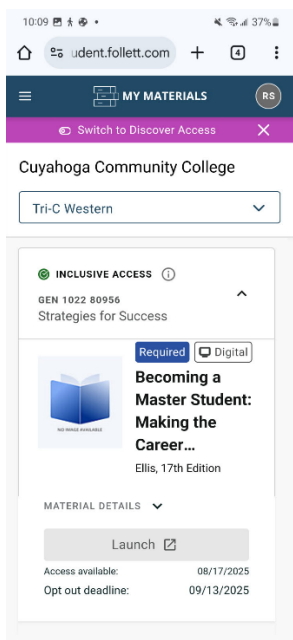 10:09 37%
udent.follett.com 4
MY MATERIALS RS
Switch to Discover Access
Cuyahoga Community College
Tri-C Western
INCLUSIVE ACCESS
GEN 1022 80956
Strategies for Success
Required Digital
Becoming a
Master Student:
Making the
Career...
Ellis, 17th Edition
NO IMAGE AVAILABLE
MATERIAL DETAILS
Launch
Access available: 08/17/2025
Opt out deadline: 09/13/2025